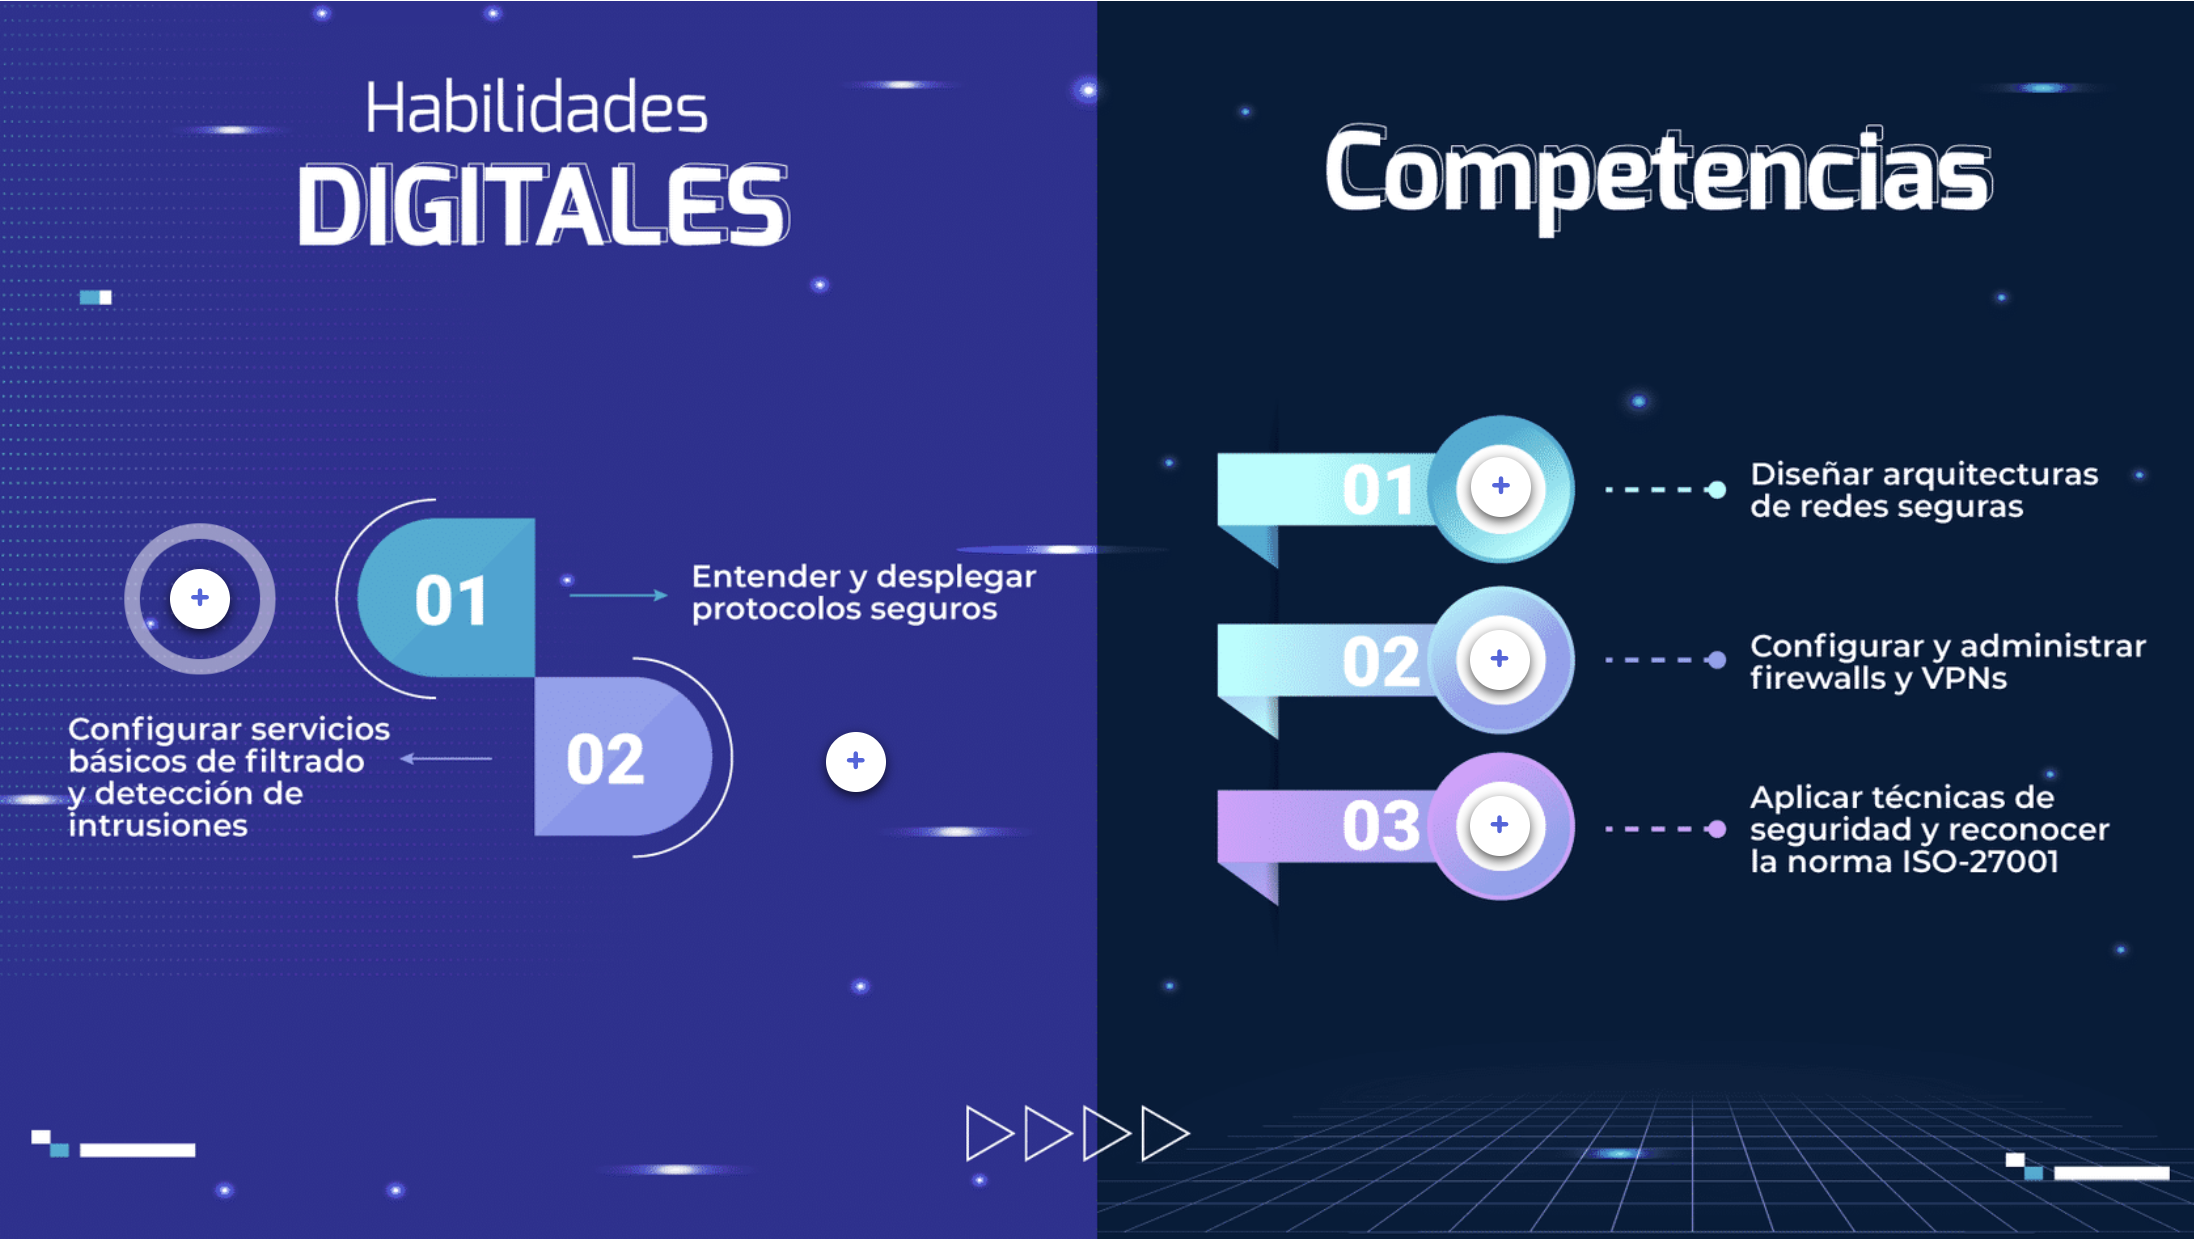 Habilidades
DIGITALES
01
Entender y desplegar
protocolos seguros
02
Configurar servicios
básicos de filtrado
y detección de
intrusiones
Competencias
01
Diseñar arquitecturas
de redes seguras
02
Configurar y administrar
firewalls y VPNs
03
Aplicar técnicas de
seguridad y reconocer
la norma ISO-27001